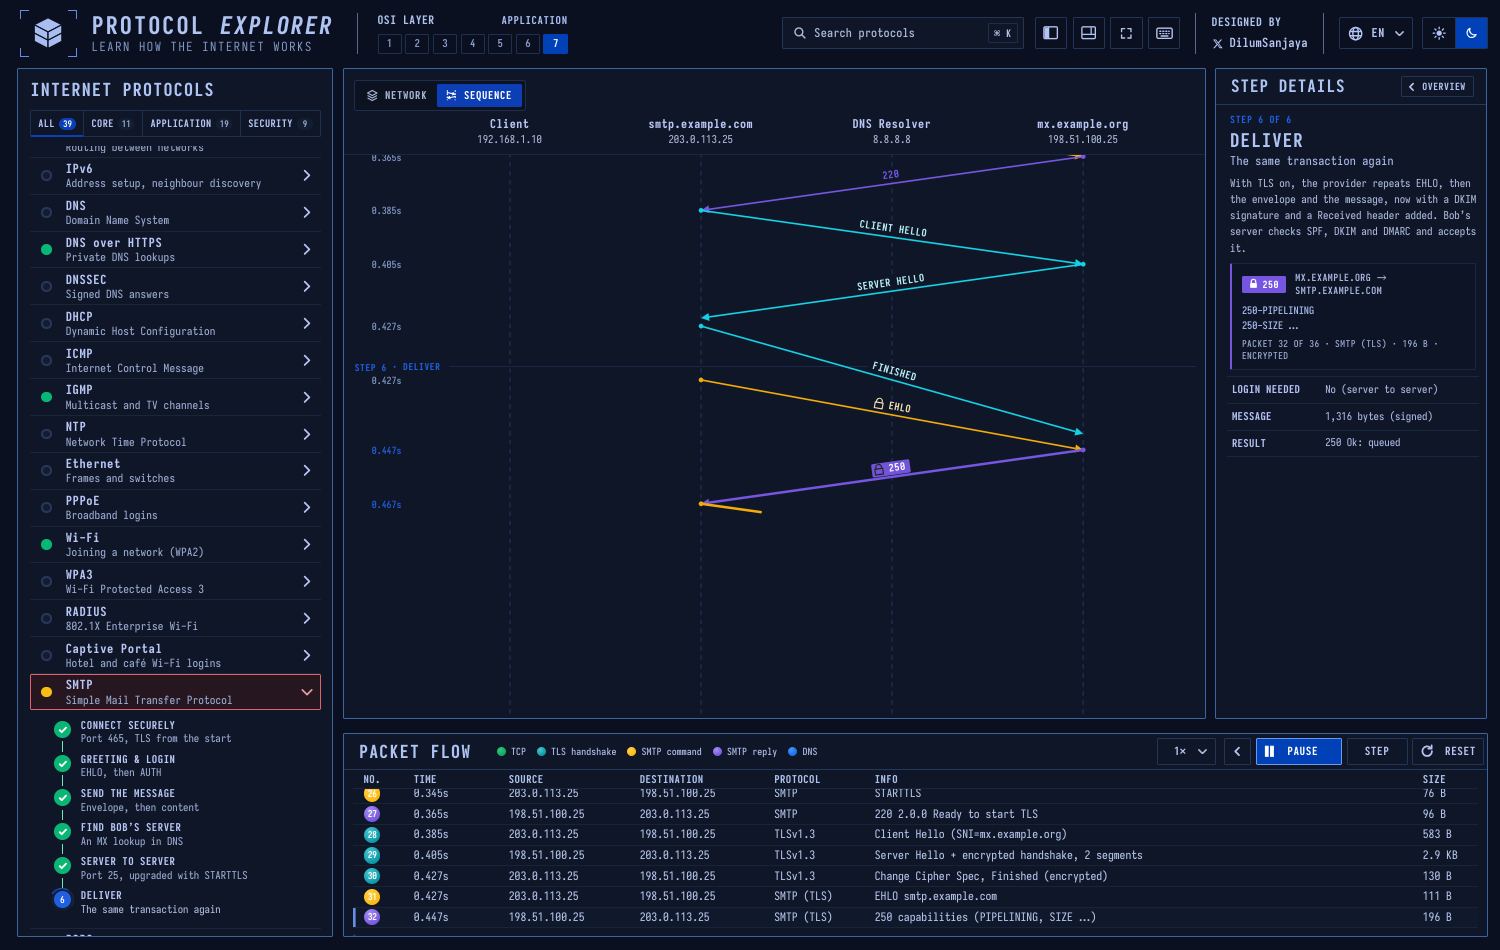 PROTOCOL EXPLORER
LEARN HOW THE INTERNET WORKS
OSI LAYER
APPLICATION
1 2 3 4 5 6 7
Search protocols
⌘ K
DESIGNED BY
DilumSanjaya
EN
INTERNET PROTOCOLS
ALL 39
CORE 11
APPLICATION 19
SECURITY 9
Routing between networks
IPv6
Address setup, neighbour discovery
DNS
Domain Name System
DNS over HTTPS
Private DNS lookups
DNSSEC
Signed DNS answers
DHCP
Dynamic Host Configuration
ICMP
Internet Control Message
IGMP
Multicast and TV channels
NTP
Network Time Protocol
Ethernet
Frames and switches
PPPoE
Broadband logins
Wi-Fi
Joining a network (WPA2)
WPA3
Wi-Fi Protected Access 3
RADIUS
802.1X Enterprise Wi-Fi
Captive Portal
Hotel and café Wi-Fi logins
SMTP
Simple Mail Transfer Protocol
CONNECT SECURELY
Port 465, TLS from the start
GREETING & LOGIN
EHLO, then AUTH
SEND THE MESSAGE
Envelope, then content
FIND BOB'S SERVER
An MX lookup in DNS
SERVER TO SERVER
Port 25, upgraded with STARTTLS
6
DELIVER
The same transaction again
NETWORK
SEQUENCE
Client
192.168.1.10
smtp.example.com
203.0.113.25
DNS Resolver
8.8.8.8
mx.example.org
198.51.100.25
0.365s
220
0.385s
CLIENT HELLO
0.405s
SERVER HELLO
0.427s
STEP 6 · DELIVER
FINISHED
0.427s
EHLO
0.447s
250
0.467s
STEP DETAILS
OVERVIEW
STEP 6 OF 6
DELIVER
The same transaction again
With TLS on, the provider repeats EHLO, then
the envelope and the message, now with a DKIM
signature and a Received header added. Bob's
server checks SPF, DKIM and DMARC and accepts
it.
250
MX.EXAMPLE.ORG →
SMTP.EXAMPLE.COM
250-PIPELINING
250-SIZE ...
PACKET 32 OF 36 · SMTP (TLS) · 196 B ·
ENCRYPTED
LOGIN NEEDED No (server to server)
MESSAGE 1,316 bytes (signed)
RESULT 250 Ok: queued
PACKET FLOW
TCP
TLS handshake
SMTP command
SMTP reply
DNS
1×
PAUSE
STEP
RESET
NO. TIME SOURCE DESTINATION PROTOCOL INFO SIZE
26 0.345s 203.0.113.25 198.51.100.25 SMTP STARTTLS 76 B
27 0.365s 198.51.100.25 203.0.113.25 SMTP 220 2.0.0 Ready to start TLS 96 B
28 0.385s 203.0.113.25 198.51.100.25 TLSv1.3 Client Hello (SNI=mx.example.org) 583 B
29 0.405s 198.51.100.25 203.0.113.25 TLSv1.3 Server Hello + encrypted handshake, 2 segments 2.9 KB
30 0.427s 203.0.113.25 198.51.100.25 TLSv1.3 Change Cipher Spec, Finished (encrypted) 130 B
31 0.427s 203.0.113.25 198.51.100.25 SMTP (TLS) EHLO smtp.example.com 111 B
32 0.447s 198.51.100.25 203.0.113.25 SMTP (TLS) 250 capabilities (PIPELINING, SIZE ...) 196 B